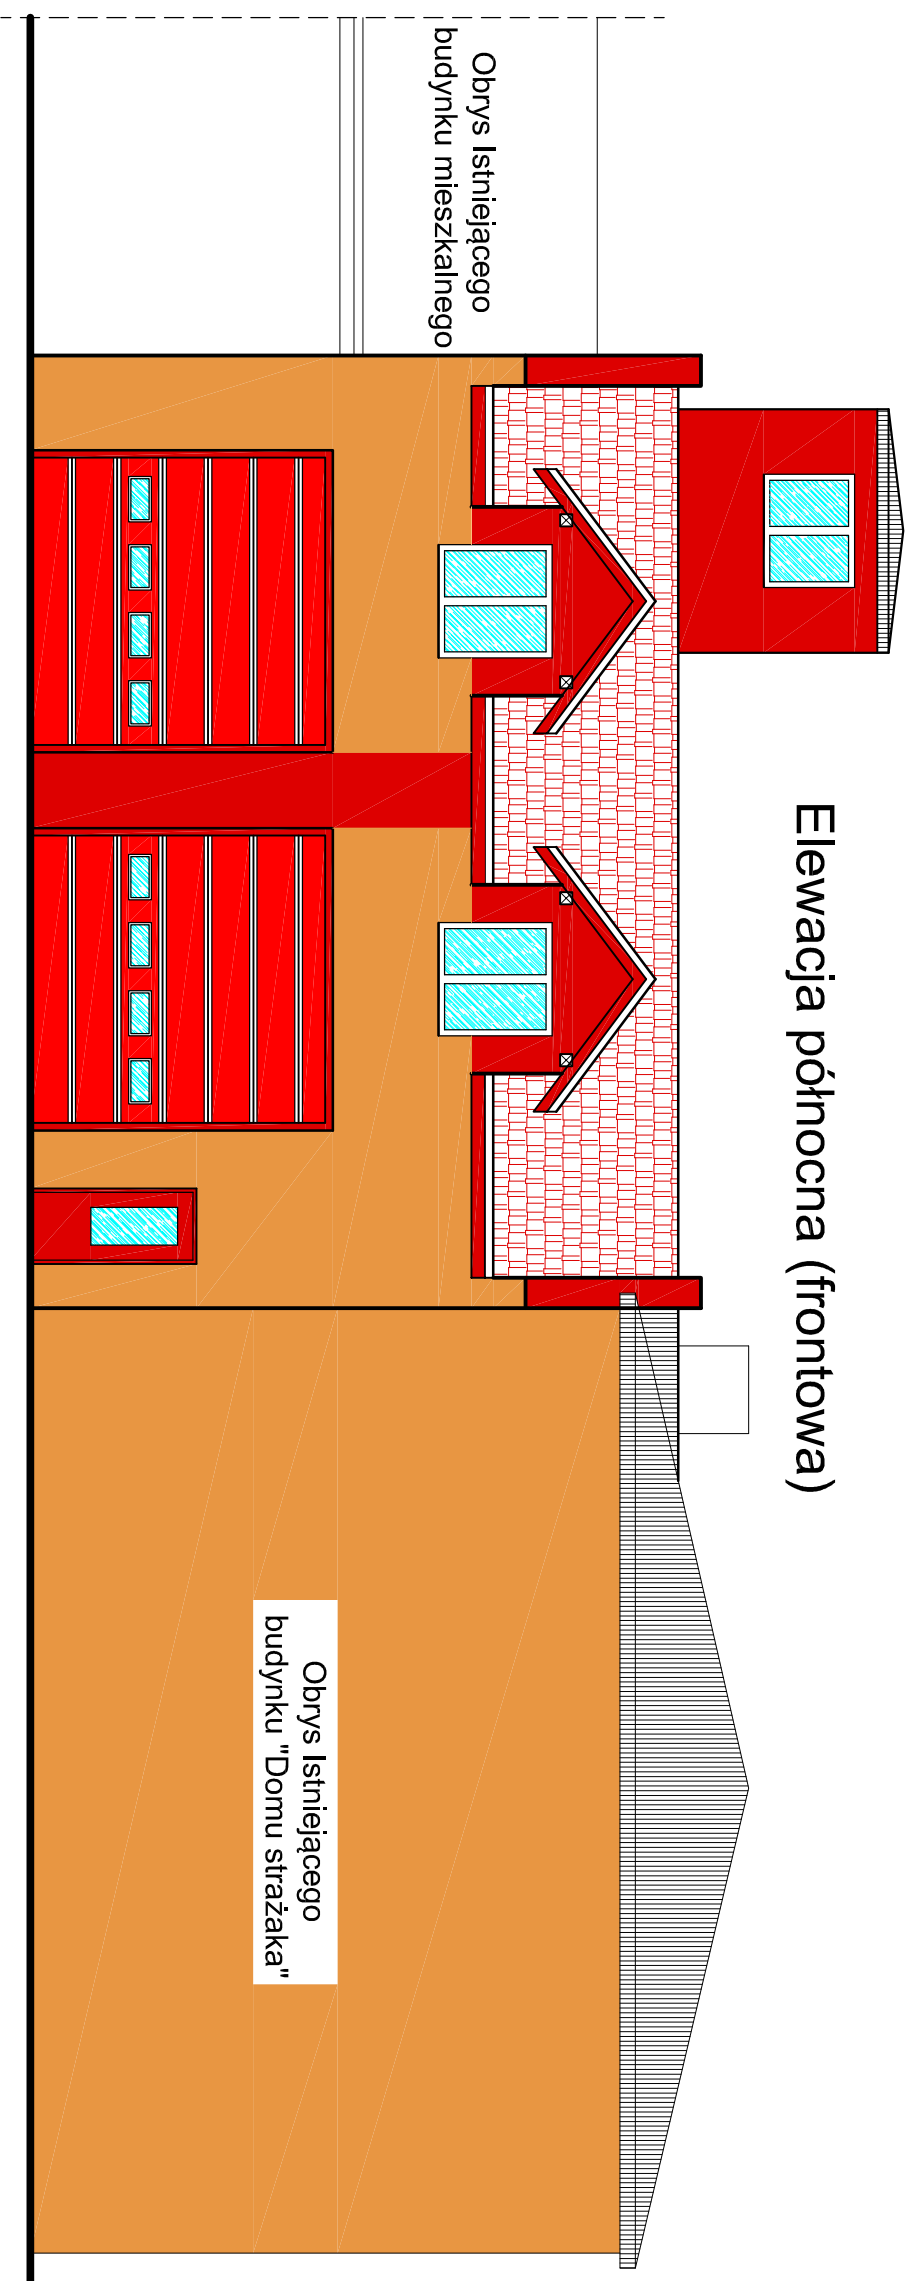 Elewacja północna (frontowa)
Obrys Istniejącego
budynku mieszkalnego
Obrys Istniejącego
budynku "Domu strażaka"